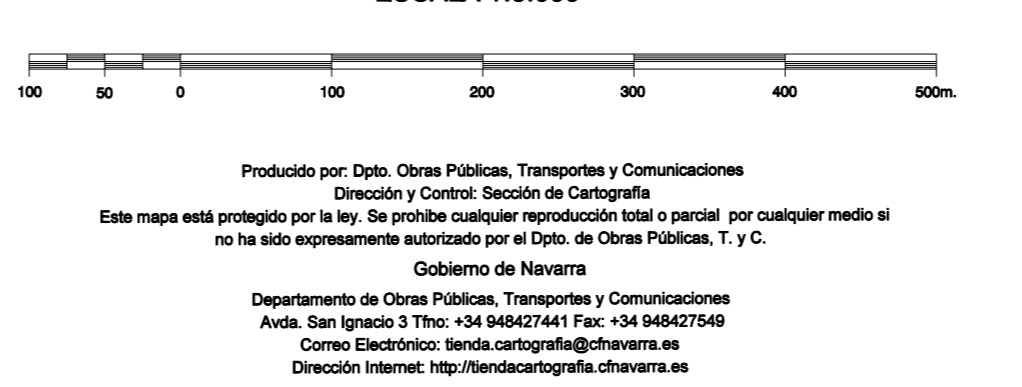 100 50 0 100 200 300 400 500m.
Producido por: Dpto. Obras Públicas, Transportes y Comunicaciones
Dirección y Control: Sección de Cartografía
Este mapa está protegido por la ley. Se prohibe cualquier reproducción total o parcial por cualquier medio si
no ha sido expresamente autorizado por el Dpto. de Obras Públicas, T. y C.
Gobierno de Navarra
Departamento de Obras Públicas, Transportes y Comunicaciones
Avda. San Ignacio 3 Tfno: +34 948427441 Fax: +34 948427549
Correo Electrónico: tienda.cartografia@cfnavarra.es
Dirección Internet: http://tiendacartografia.cfnavarra.es